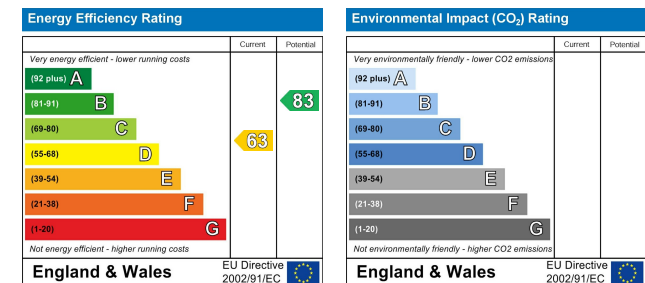 Energy Efficiency Rating
Current Potential
Very energy efficient - lower running costs
(92 plus) A
(81-91) B
83
(69-80) C
63
(55-68) D
(39-54) E
(21-38) F
(1-20) G
Not energy efficient - higher running costs
England & Wales
EU Directive
2002/91/EC
Environmental Impact (CO₂) Rating
Current Potential
Very environmentally friendly - lower CO2 emissions
(92 plus) A
(81-91) B
(69-80) C
(55-68) D
(39-54) E
(21-38) F
(1-20) G
Not environmentally friendly - higher CO2 emissions
England & Wales
EU Directive
2002/91/EC